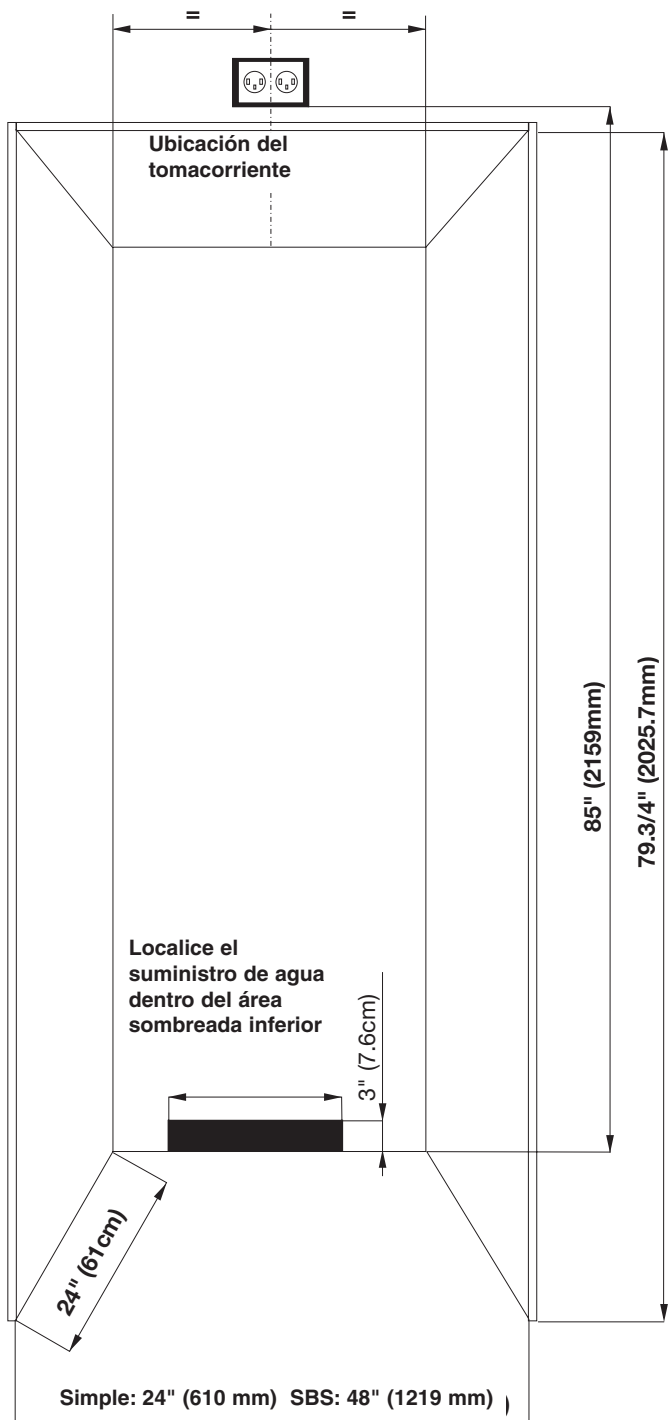 = =
Ubicación del
tomacorriente
85" (2159mm)
79.3/4" (2025.7mm)
Localice el
suministro de agua
dentro del área
sombreada inferior
3" (7.6cm)
24" (61cm)
Simple: 24" (610 mm) SBS: 48" (1219 mm) )